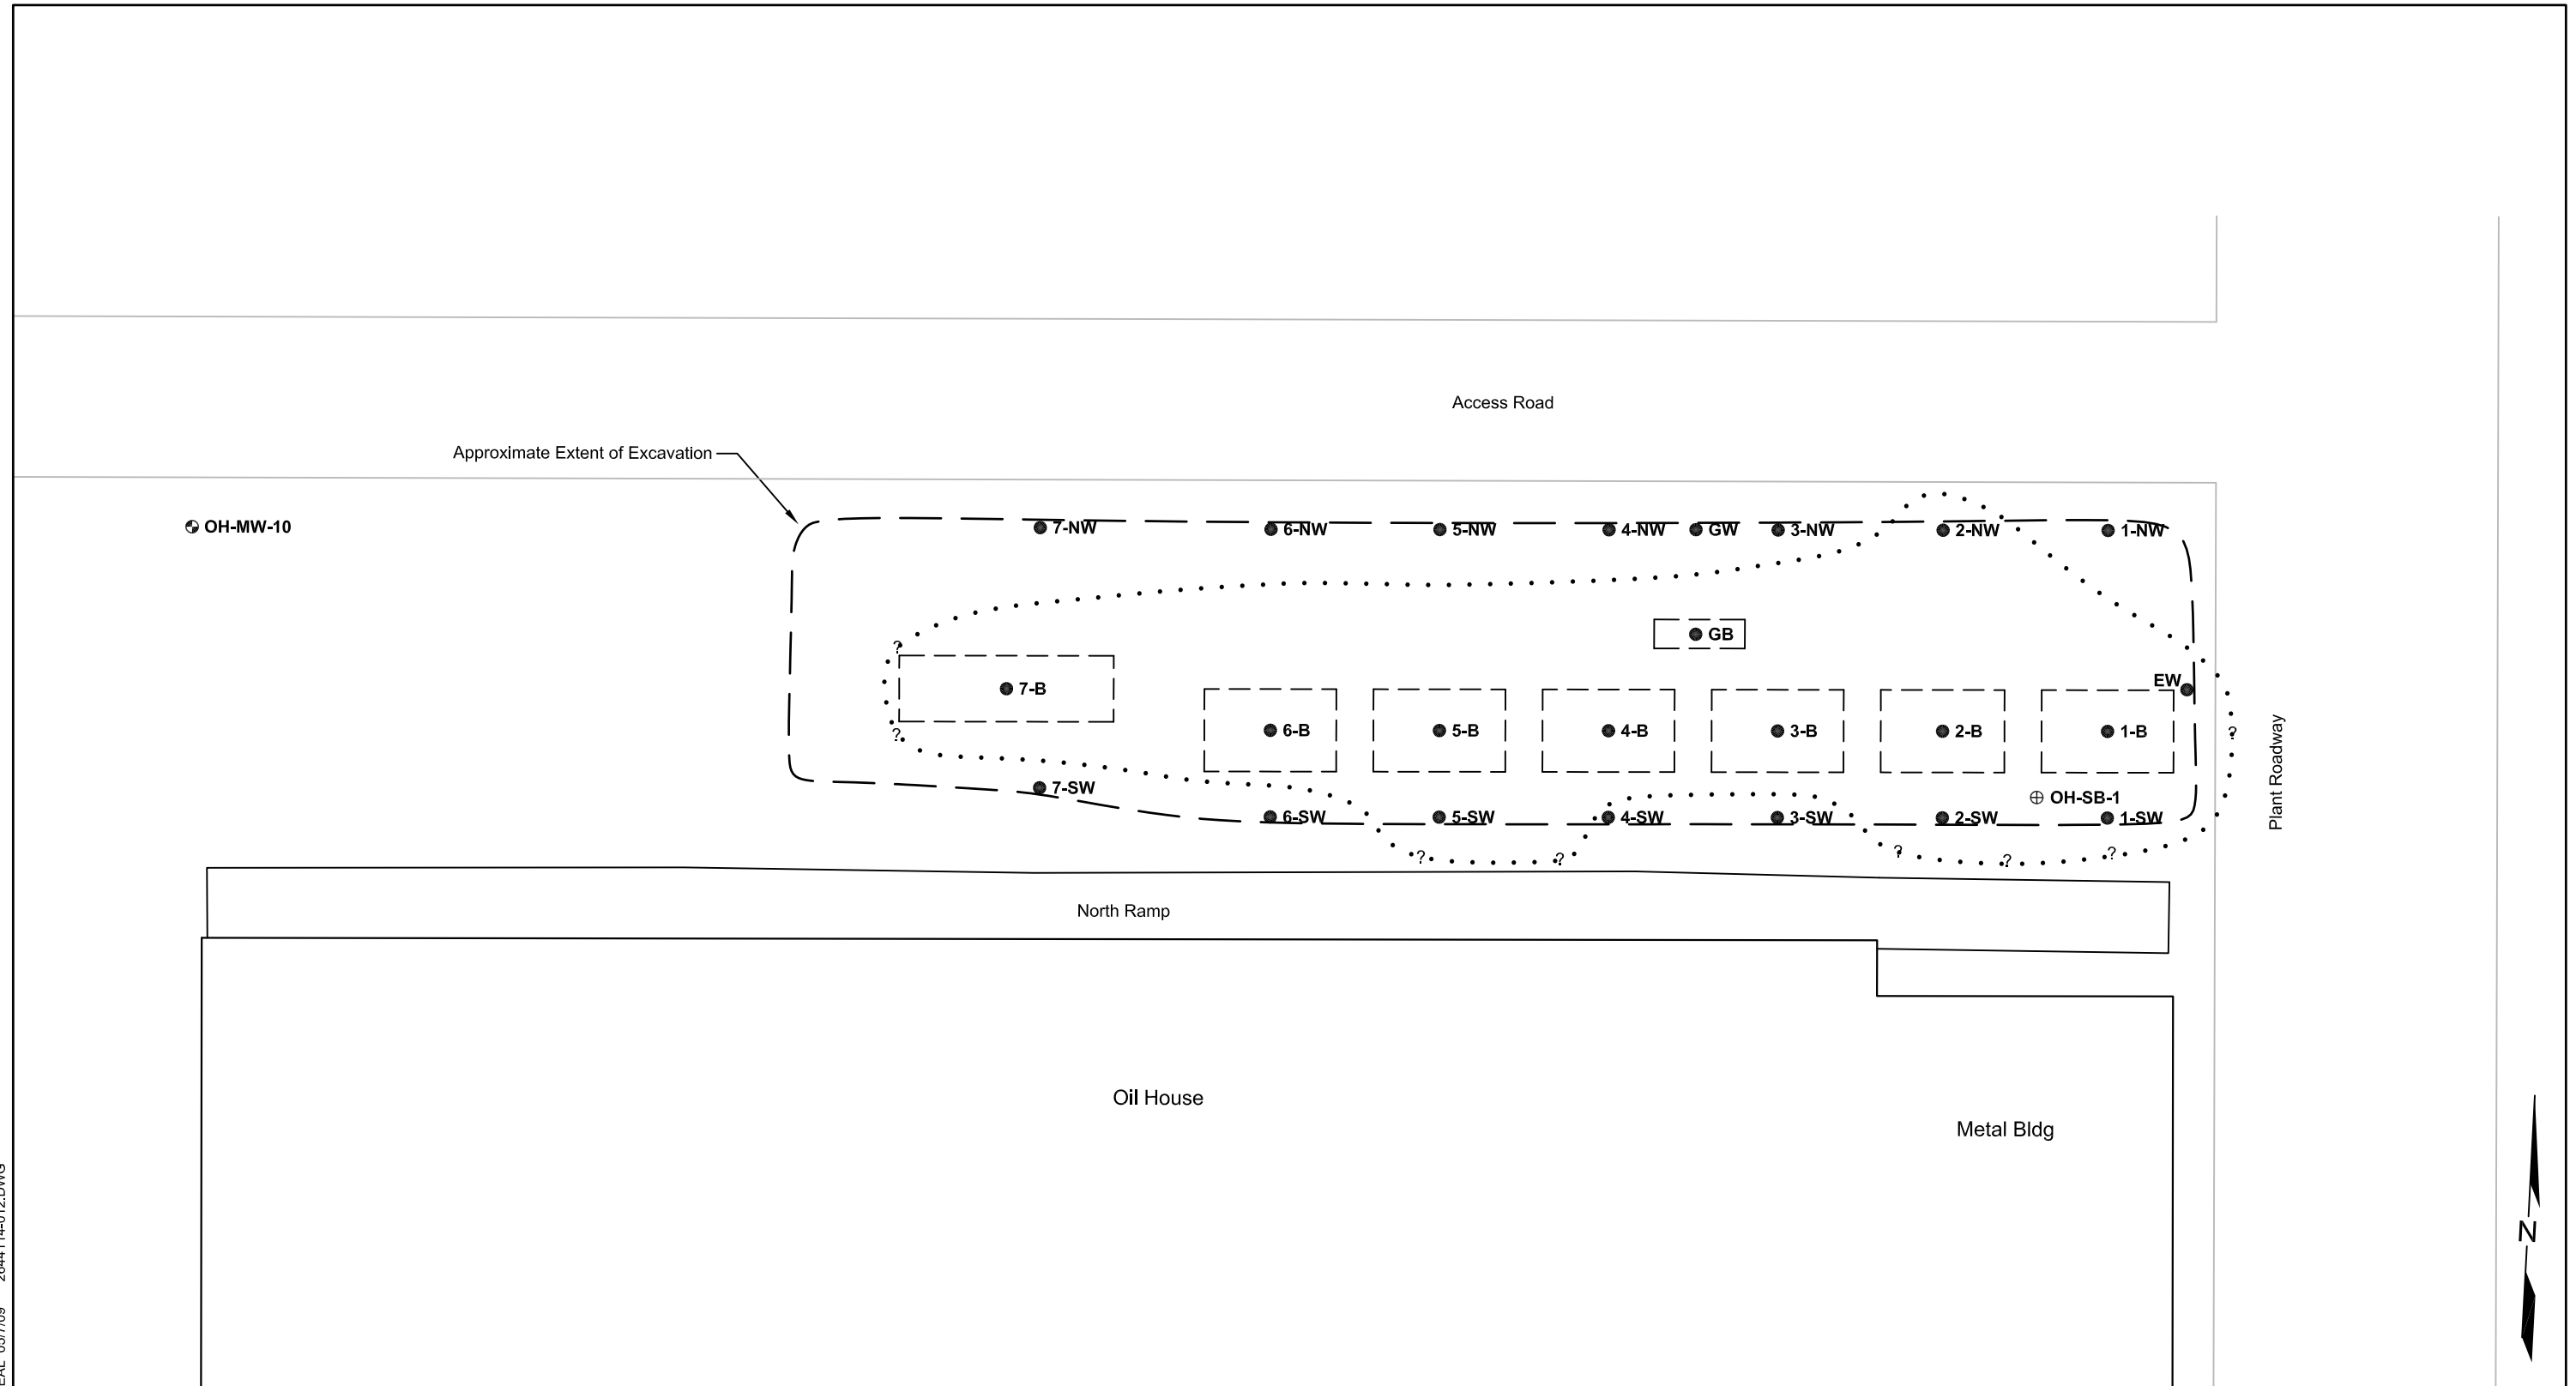 Access Road
Approximate Extent of Excavation
OH-MW-10
7-NW
6-NW
5-NW
4-NW
GW
3-NW
2-NW
1-NW
GB
?
EW
7-B
6-B
5-B
4-B
3-B
2-B
1-B
?
?
Plant Roadway
7-SW
OH-SB-1
6-SW
5-SW
4-SW
3-SW
2-SW
1-SW
?
?
?
?
?
North Ramp
Oil House
Metal Bldg
N